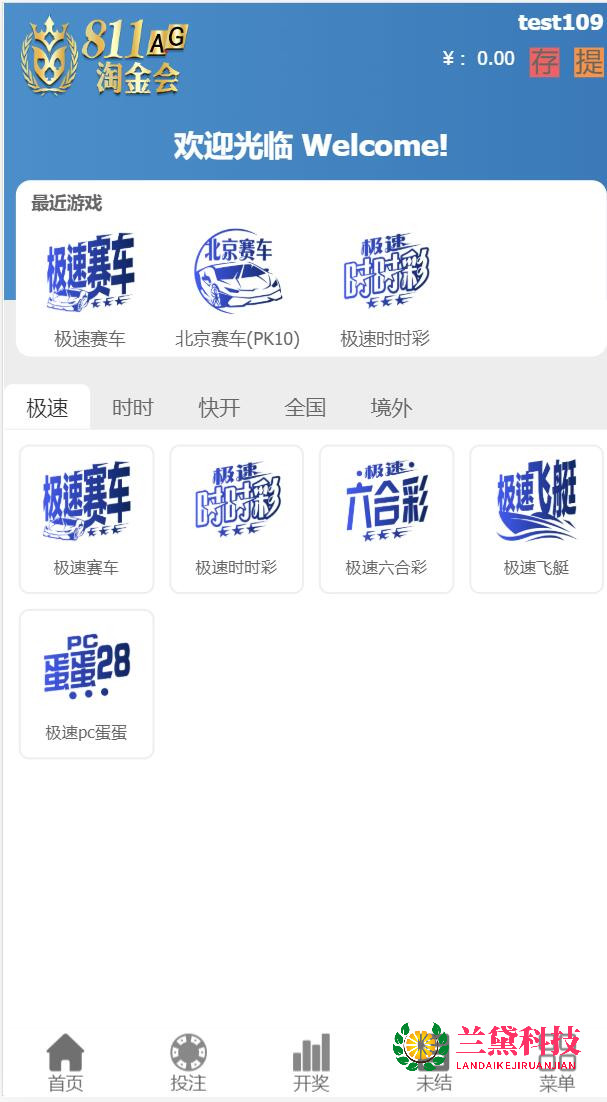 811AG
淘金会
test109
¥： 0.00 存 提
欢迎光临 Welcome!
最近游戏
极速赛车 北京赛车 极速时时彩
极速赛车 北京赛车(PK10) 极速时时彩
极速 时时 快开 全国 境外
极速赛车 极速时时彩 极速六合彩 极速飞艇
极速赛车 极速时时彩 极速六合彩 极速飞艇
PC
蛋蛋28
极速pc蛋蛋
兰黛科技
LANDAIKEJIRUANJIAN
首页 投注 开奖 未结 菜单